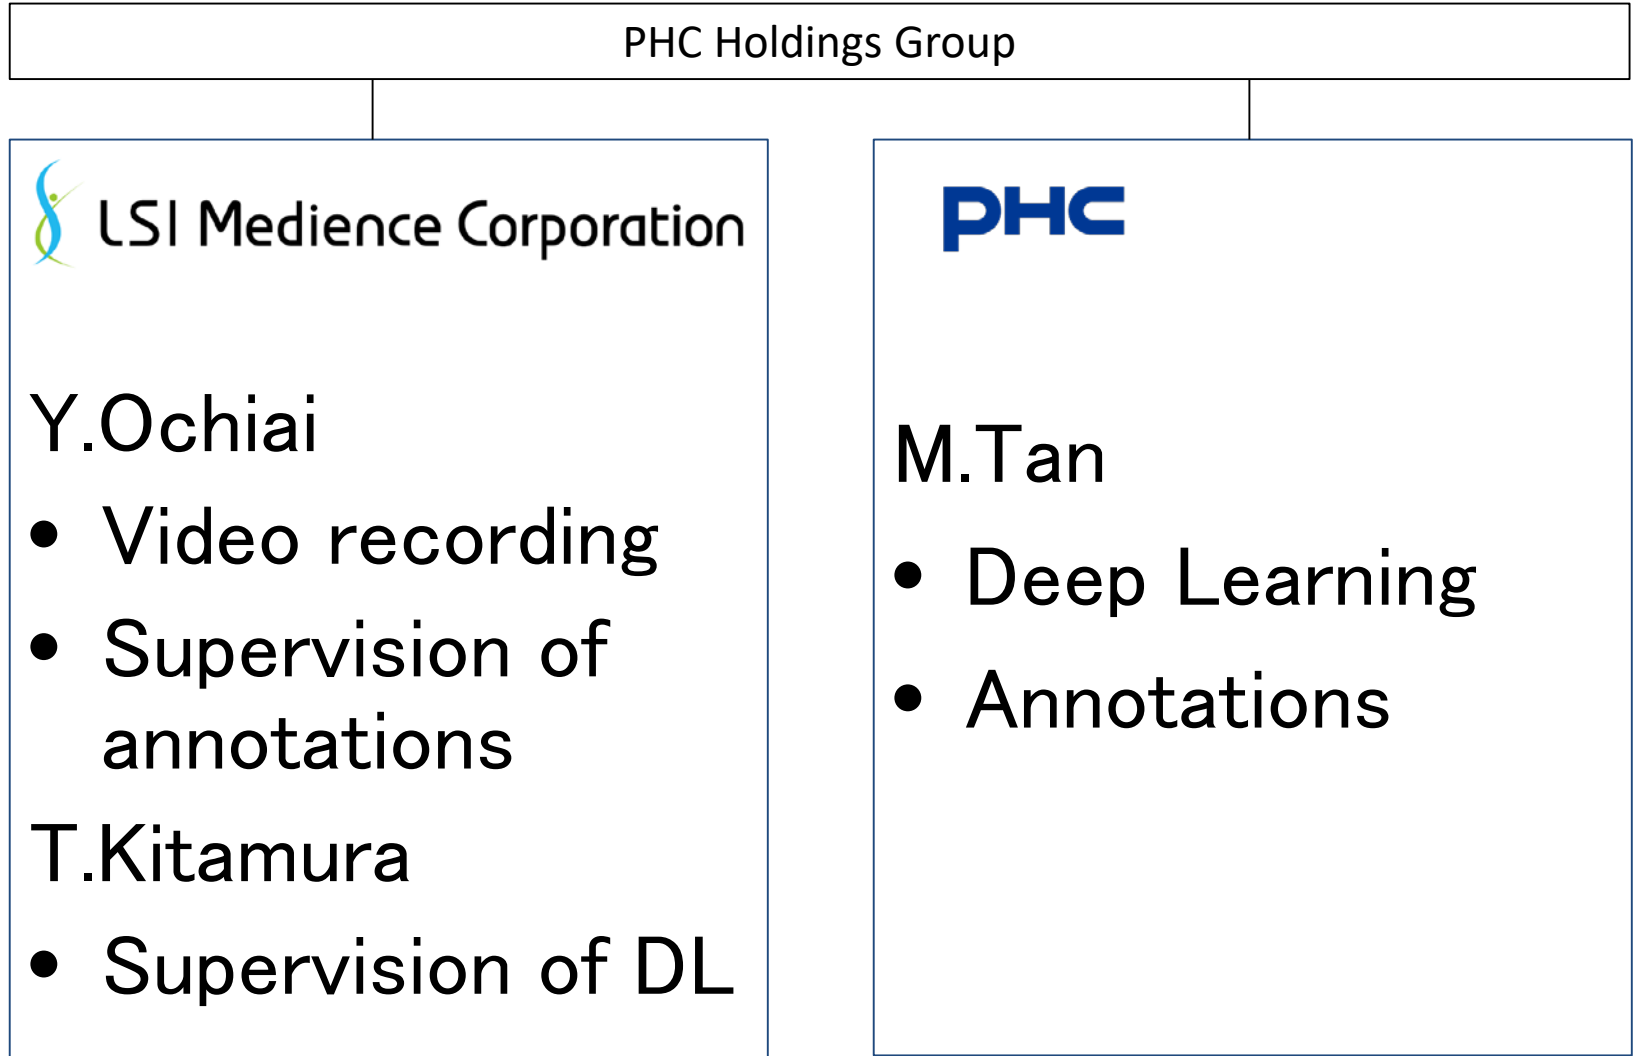 PHC Holdings Group
LSI Medience Corporation
Y.Ochiai
• Video recording
• Supervision of
annotations
T.Kitamura
• Supervision of DL
PHC
M.Tan
• Deep Learning
• Annotations